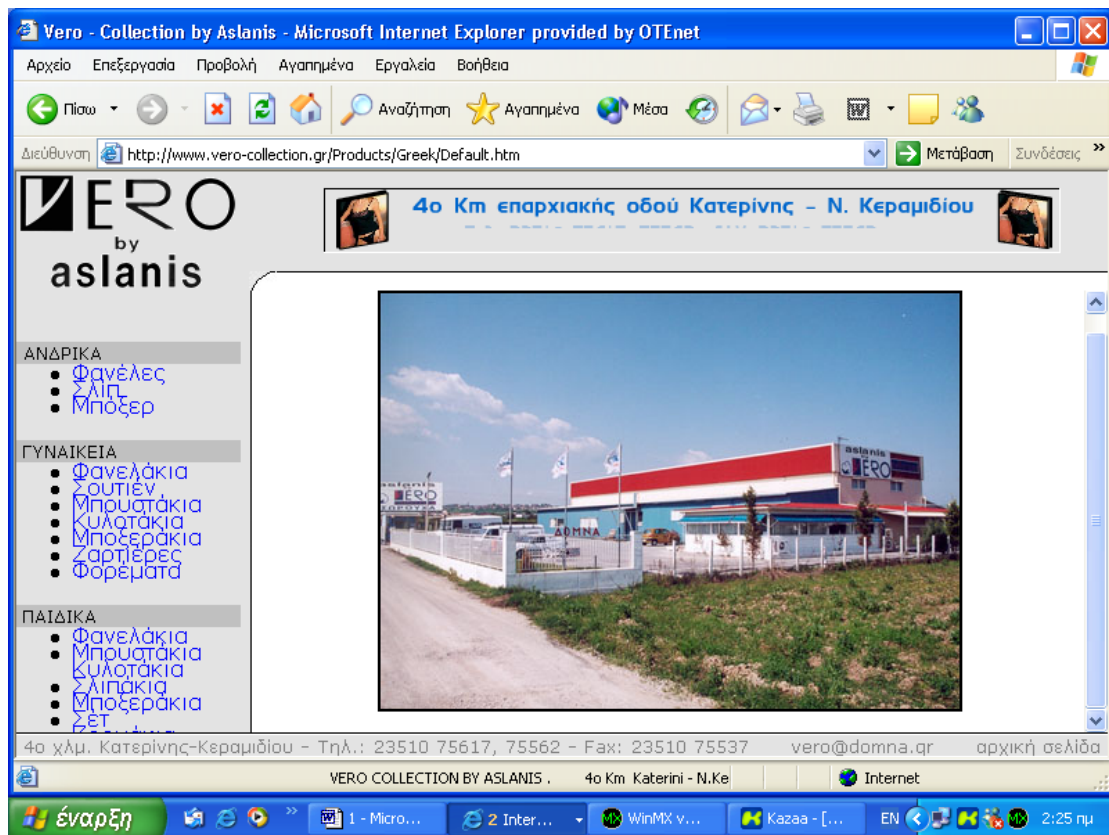 Vero - Collection by Aslanis - Microsoft Internet Explorer provided by OTEnet
Αρχείο Επεξεργασία Προβολή Αγαπημένα Εργαλεία Βοήθεια
Πίσω Αναζήτηση Αγαπημένα Μέσα
Διεύθυνση http://www.vero-collection.gr/Products/Greek/Default.htm Μετάβαση Συνδέσεις »
VERO
by
aslanis
4ο Km επαρχιακής οδού Κατερίνης - Ν. Κεραμιδίου
ΑΝΔΡΙΚΑ
Φανέλες
Σλιπ
Μπόξερ
ΓΥΝΑΙΚΕΙΑ
Φανελάκια
Σουτιέν
Μπουστάκια
Κυλοτάκια
Μποξεράκια
Ζαρτιέρες
Φορέματα
ΠΑΙΔΙΚΑ
Φανελάκια
Μπουστάκια
Κυλοτάκια
Σλιπάκια
Μποξεράκια
Σετ
aslanis
VERO
aslanis
VERO
ΔΟΜΝΑ
4ο χλμ. Κατερίνης-Κεραμιδίου - Τηλ.: 23510 75617, 75562 - Fax: 23510 75537 vero@domna.gr αρχική σελίδα
VERO COLLECTION BY ASLANIS . 4ο Km Katerini - N.Ke Internet
έναρξη » 1 - Micro... 2 Inter... WinMX v... Kazaa - [... EN 2:25 πμ